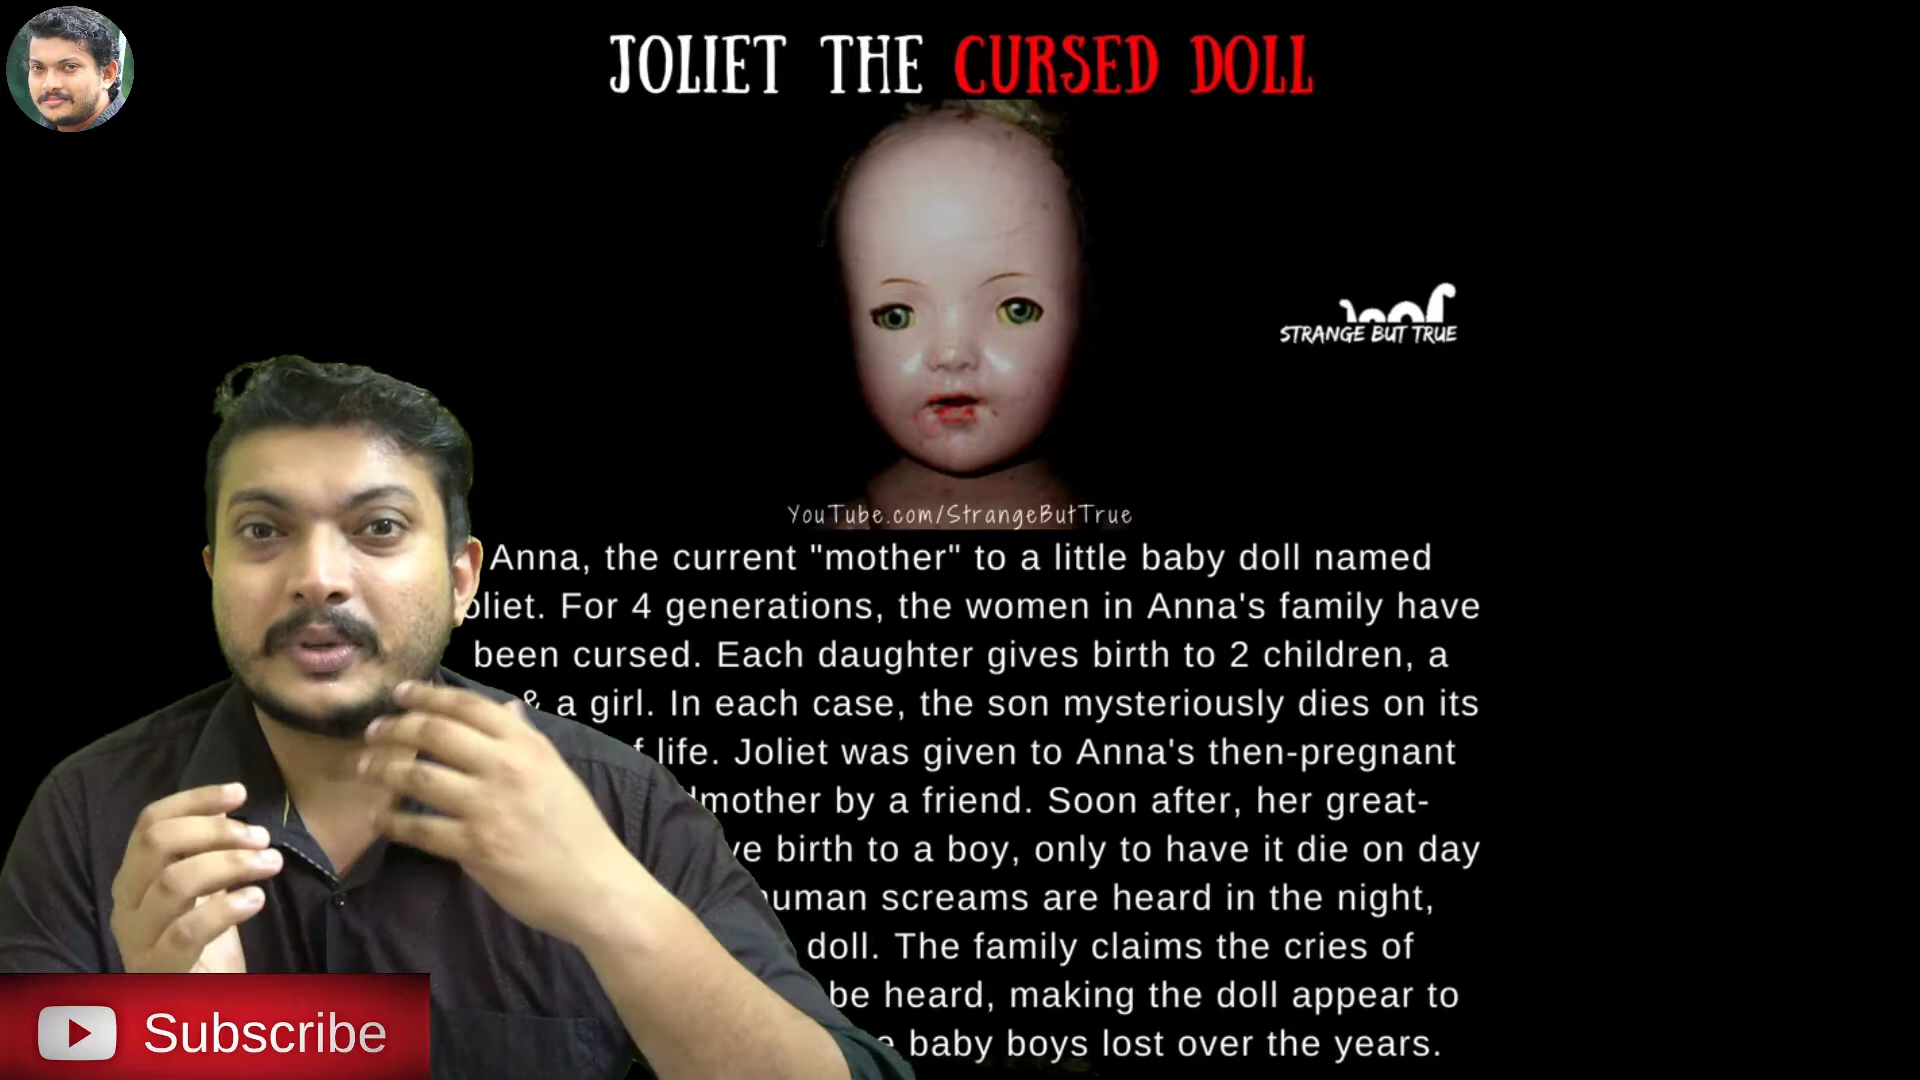 JOLIET THE CURSED DOLL
STRANGE BUT TRUE
YouTube.com/StrangeButTrue
Anna, the current "mother" to a little baby doll named
oliet. For 4 generations, the women in Anna's family have
been cursed. Each daughter gives birth to 2 children, a
& a girl. In each case, the son mysteriously dies on its
life. Joliet was given to Anna's then-pregnant
by a friend. Soon after, her great-
birth to a boy, only to have it die on day
screams are heard in the night,
doll. The family claims the cries of
be heard, making the doll appear to
baby boys lost over the years.
Subscribe